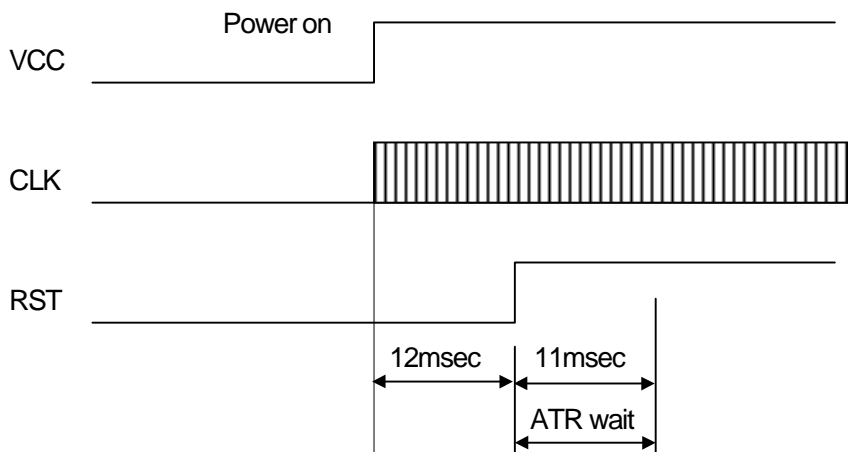 Power on
VCC
CLK
RST
12msec 11msec
ATR wait